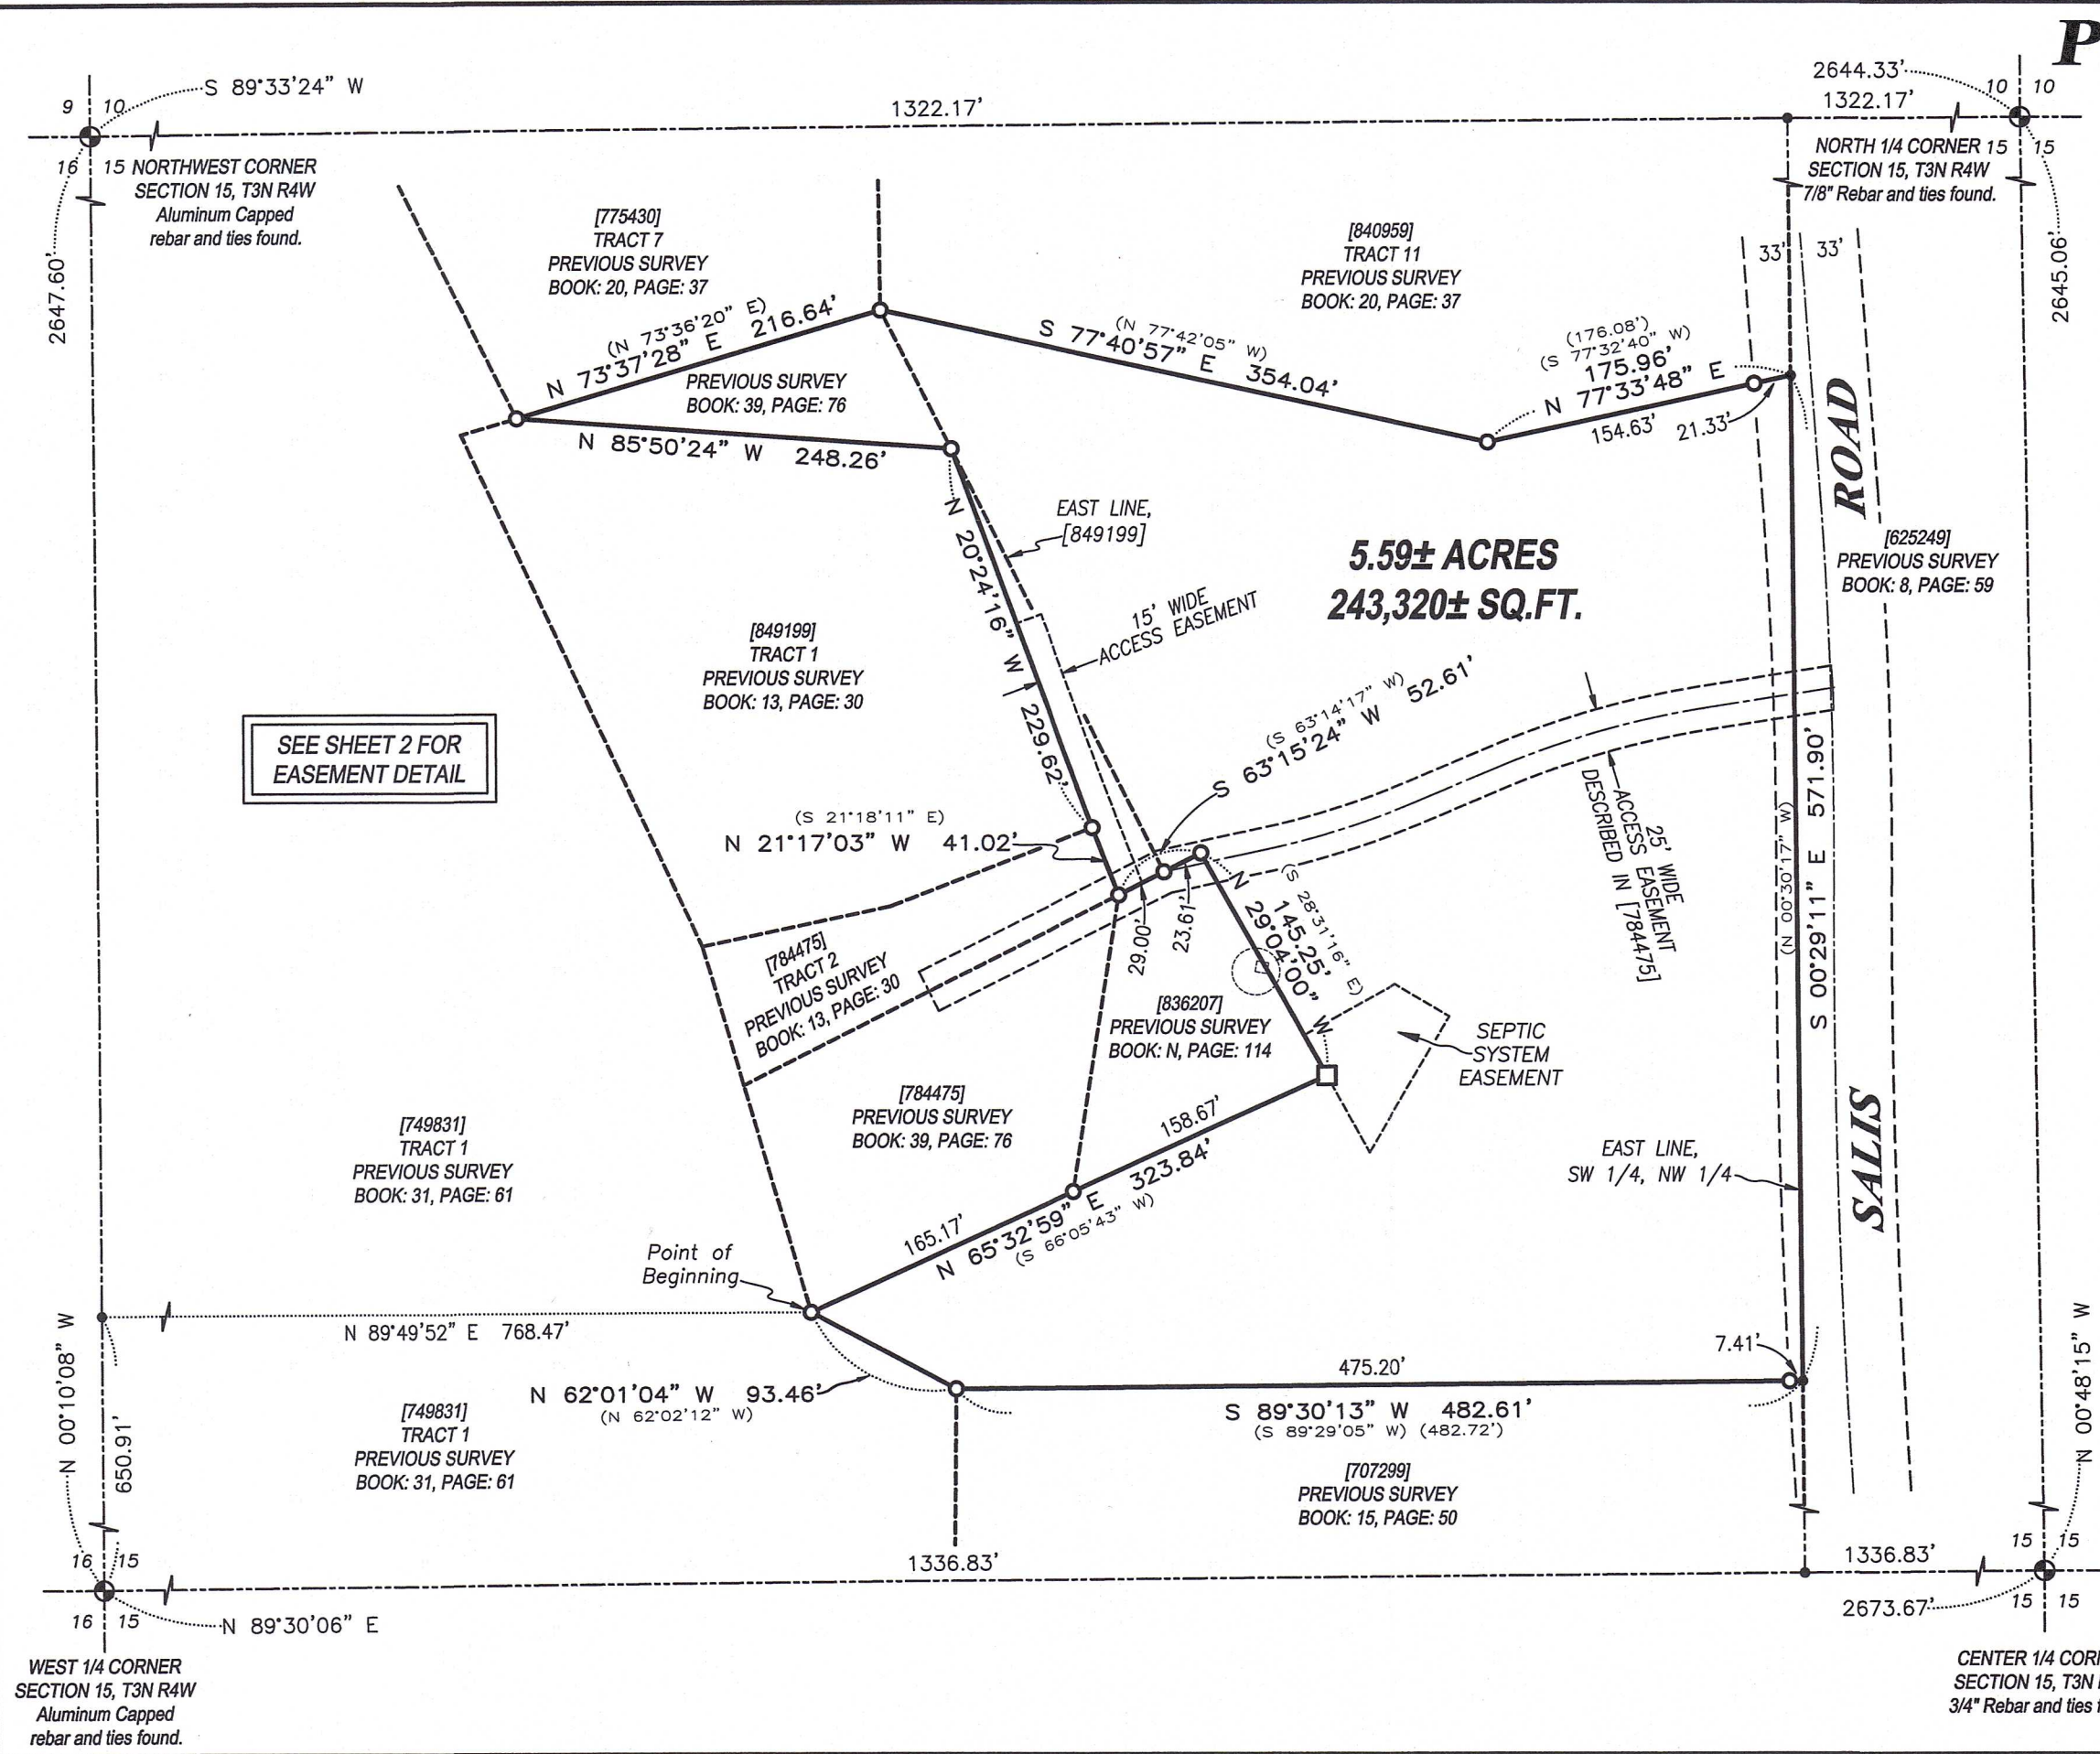 P
S 89°33'24" W
2644.33'
9
10
10
10
1322.17'
1322.17'
16
15
NORTHWEST CORNER
SECTION 15, T3N R4W
Aluminum Capped
rebar and ties found.
NORTH 1/4 CORNER
15
15
SECTION 15, T3N R4W
7/8" Rebar and ties found.
2647.60'
2645.06'
[775430]
TRACT 7
PREVIOUS SURVEY
BOOK: 20, PAGE: 37
[840959]
TRACT 11
PREVIOUS SURVEY
BOOK: 20, PAGE: 37
33'
33'
(N 73°36'20" E)
N 73°37'28" E 216.64'
(N 77°42'05" W)
S 77°40'57" E 354.04'
(176.08')
(S 77°32'40" W)
175.96'
N 77°33'48" E
154.63'
21.33'
PREVIOUS SURVEY
BOOK: 39, PAGE: 76
N 85°50'24" W 248.26'
ROAD
EAST LINE,
[849199]
N 20°24'16" W 229.62'
5.59± ACRES
243,320± SQ.FT.
[625249]
PREVIOUS SURVEY
BOOK: 8, PAGE: 59
15' WIDE
ACCESS EASEMENT
[849199]
TRACT 1
PREVIOUS SURVEY
BOOK: 13, PAGE: 30
(S 63°14'17" W)
S 63°15'24" W 52.61'
SEE SHEET 2 FOR
EASEMENT DETAIL
(S 21°18'11" E)
N 21°17'03" W 41.02'
25' WIDE
ACCESS EASEMENT
DESCRIBED IN [784475]
(N 00°30'17" W)
S 00°29'11" E 571.90'
29.00'
23.61'
(S 28°31'16" E)
145.25'
N 29°04'00" W
[784475]
TRACT 2
PREVIOUS SURVEY
BOOK: 13, PAGE: 30
[836207]
PREVIOUS SURVEY
BOOK: N, PAGE: 114
SEPTIC
SYSTEM
EASEMENT
[784475]
PREVIOUS SURVEY
BOOK: 39, PAGE: 76
158.67'
[749831]
TRACT 1
PREVIOUS SURVEY
BOOK: 31, PAGE: 61
EAST LINE,
SW 1/4, NW 1/4
SALIS
165.17'
N 65°32'59" E 323.84'
(S 66°05'43" W)
Point of
Beginning
N 89°49'52" E 768.47'
7.41'
475.20'
N 62°01'04" W 93.46'
(N 62°02'12" W)
S 89°30'13" W 482.61'
(S 89°29'05" W) (482.72')
N 00°10'08" W
650.91'
N 00°48'15" W
[749831]
TRACT 1
PREVIOUS SURVEY
BOOK: 31, PAGE: 61
[707299]
PREVIOUS SURVEY
BOOK: 15, PAGE: 50
16
15
1336.83'
1336.83'
15
15
16
15
N 89°30'06" E
2673.67'
15
15
WEST 1/4 CORNER
SECTION 15, T3N R4W
Aluminum Capped
rebar and ties found.
CENTER 1/4
SECTION 15, T3N
3/4" Rebar and ties